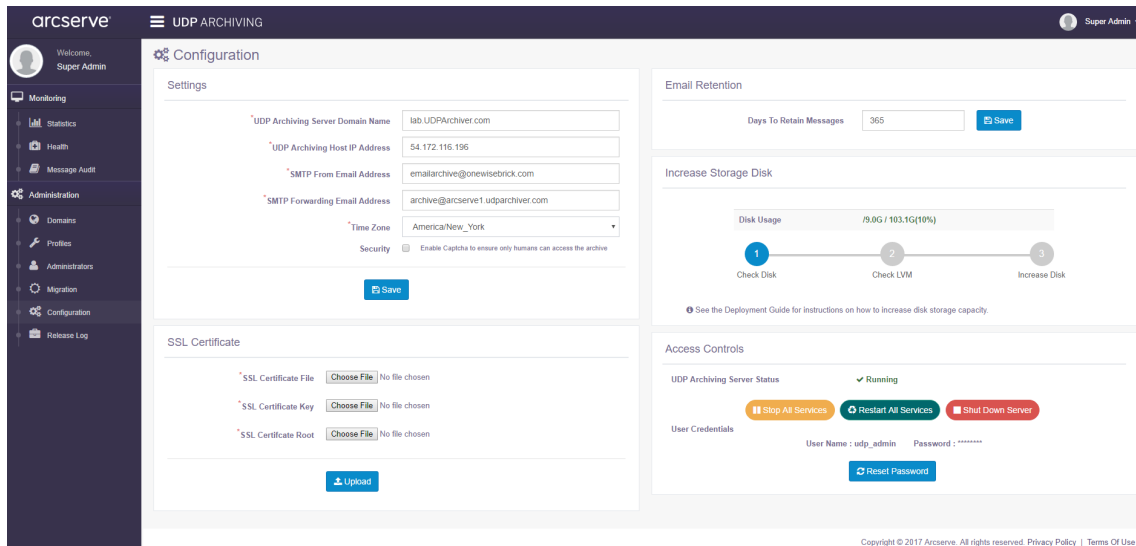 arcserve
UDP ARCHIVING
Super Admin
Welcome,
Super Admin
Monitoring
Statistics
Health
Message Audit
Administration
Domains
Profiles
Administrators
Migration
Configuration
Release Log
Configuration
Settings
*UDP Archiving Server Domain Name lab.UDPArchiver.com
*UDP Archiving Host IP Address 54.172.116.196
*SMTP From Email Address emailarchive@onewisebrick.com
*SMTP Forwarding Email Address archive@arcserve1.udparchiver.com
*Time Zone America/New_York
Security Enable Captcha to ensure only humans can access the archive
Save
SSL Certificate
*SSL Certificate File Choose File No file chosen
*SSL Certificate Key Choose File No file chosen
*SSL Certifcate Root Choose File No file chosen
Upload
Email Retention
Days To Retain Messages 365 Save
Increase Storage Disk
Disk Usage /9.0G / 103.1G(10%)
1 2 3
Check Disk Check LVM Increase Disk
See the Deployment Guide for instructions on how to increase disk storage capacity.
Access Controls
UDP Archiving Server Status Running
Stop All Services Restart All Services Shut Down Server
User Credentials
User Name : udp_admin Password : ********
Reset Password
Copyright © 2017 Arcserve. All rights reserved. Privacy Policy | Terms Of Use